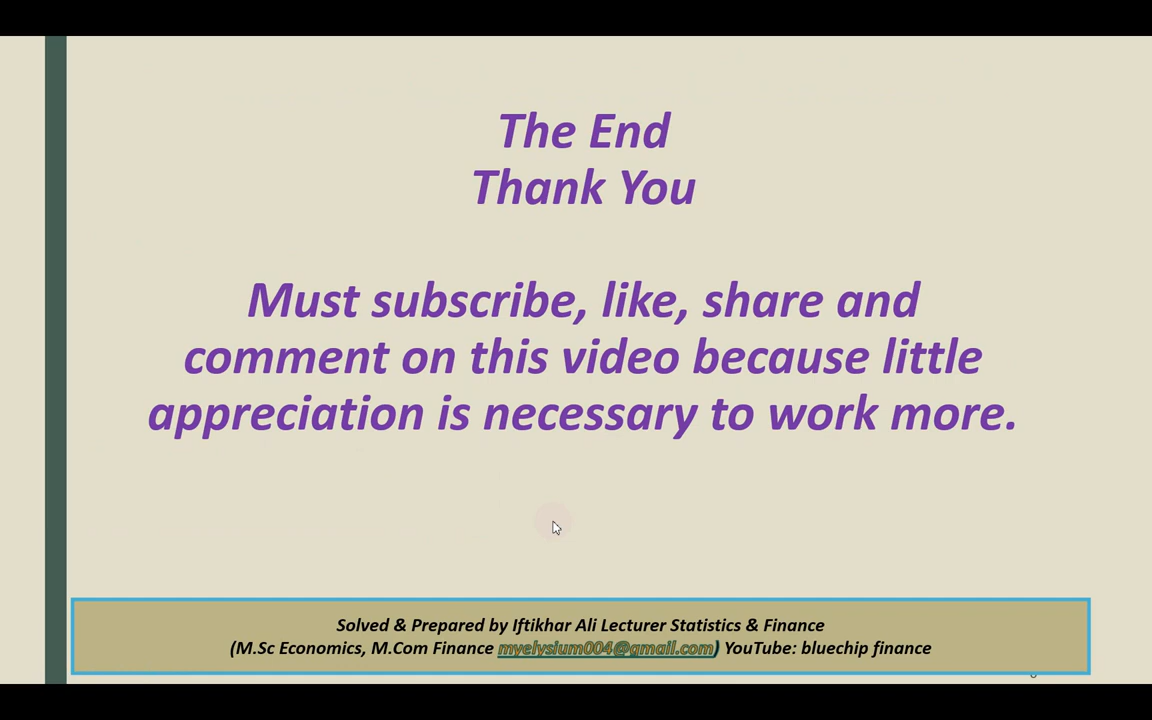 The End
Thank You
Must subscribe, like, share and
comment on this video because little
appreciation is necessary to work more.
Solved & Prepared by Iftikhar Ali Lecturer Statistics & Finance
(M.Sc Economics, M.Com Finance myelysium004@gmail.com) YouTube: bluechip finance